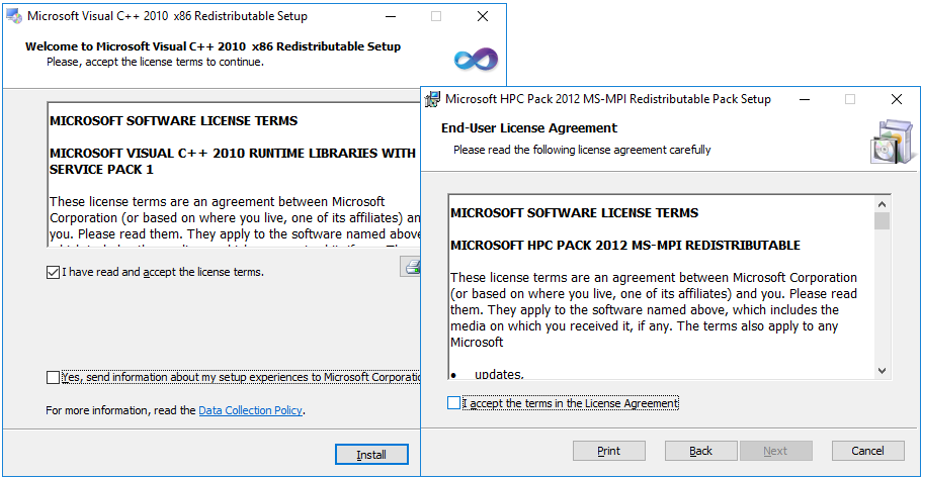 Microsoft Visual C++ 2010 x86 Redistributable Setup
Welcome to Microsoft Visual C++ 2010 x86 Redistributable Setup
Please, accept the license terms to continue.
MICROSOFT SOFTWARE LICENSE TERMS
MICROSOFT VISUAL C++ 2010 RUNTIME LIBRARIES WITH
SERVICE PACK 1
These license terms are an agreement between Microsoft
Corporation (or based on where you live, one of its affiliates) an
you. Please read them. They apply to the software named above
I have read and accept the license terms.
Yes, send information about my setup experiences to Microsoft Corporatio
For more information, read the Data Collection Policy.
Install
Microsoft HPC Pack 2012 MS-MPI Redistributable Pack Setup
End-User License Agreement
Please read the following license agreement carefully
MICROSOFT SOFTWARE LICENSE TERMS
MICROSOFT HPC PACK 2012 MS-MPI REDISTRIBUTABLE
These license terms are an agreement between Microsoft Corporation
(or based on where you live, one of its affiliates) and you. Please read
them. They apply to the software named above, which includes the
media on which you received it, if any. The terms also apply to any
Microsoft
• updates,
I accept the terms in the License Agreement
Print Back Next Cancel